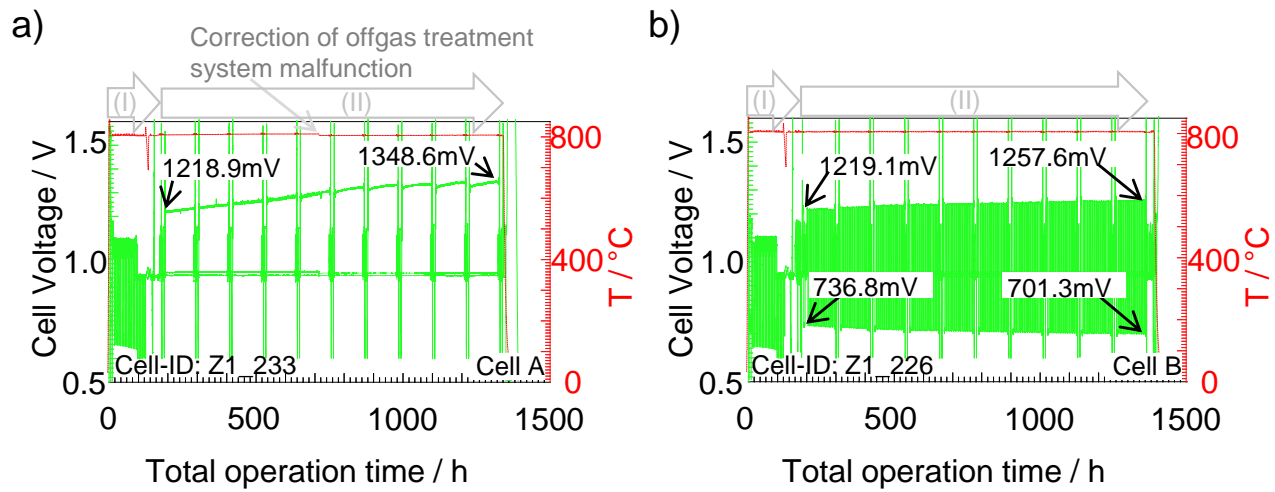 a)
Correction of offgas treatment
system malfunction
(I)
(II)
1.5
1.0
0.5
Cell Voltage / V
1218.9mV
1348.6mV
800
400
0
T / °C
Cell-ID: Z1_233
Cell A
0
500
1000
1500
Total operation time / h
b)
(I)
(II)
1.5
1.0
0.5
Cell Voltage / V
1219.1mV
1257.6mV
736.8mV
701.3mV
800
400
0
T / °C
Cell-ID: Z1_226
Cell B
0
500
1000
1500
Total operation time / h